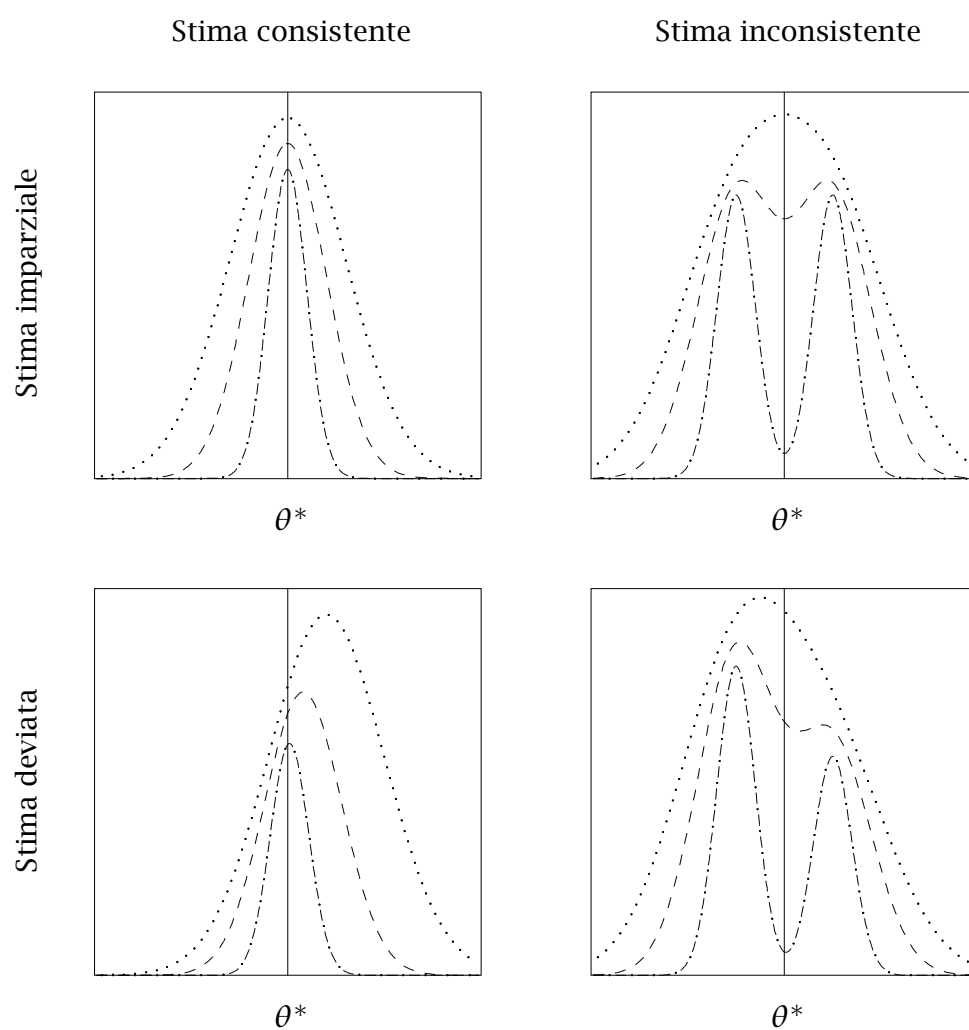 Stima consistente
Stima inconsistente
Stima imparziale
θ*
θ*
Stima deviata
θ*
θ*